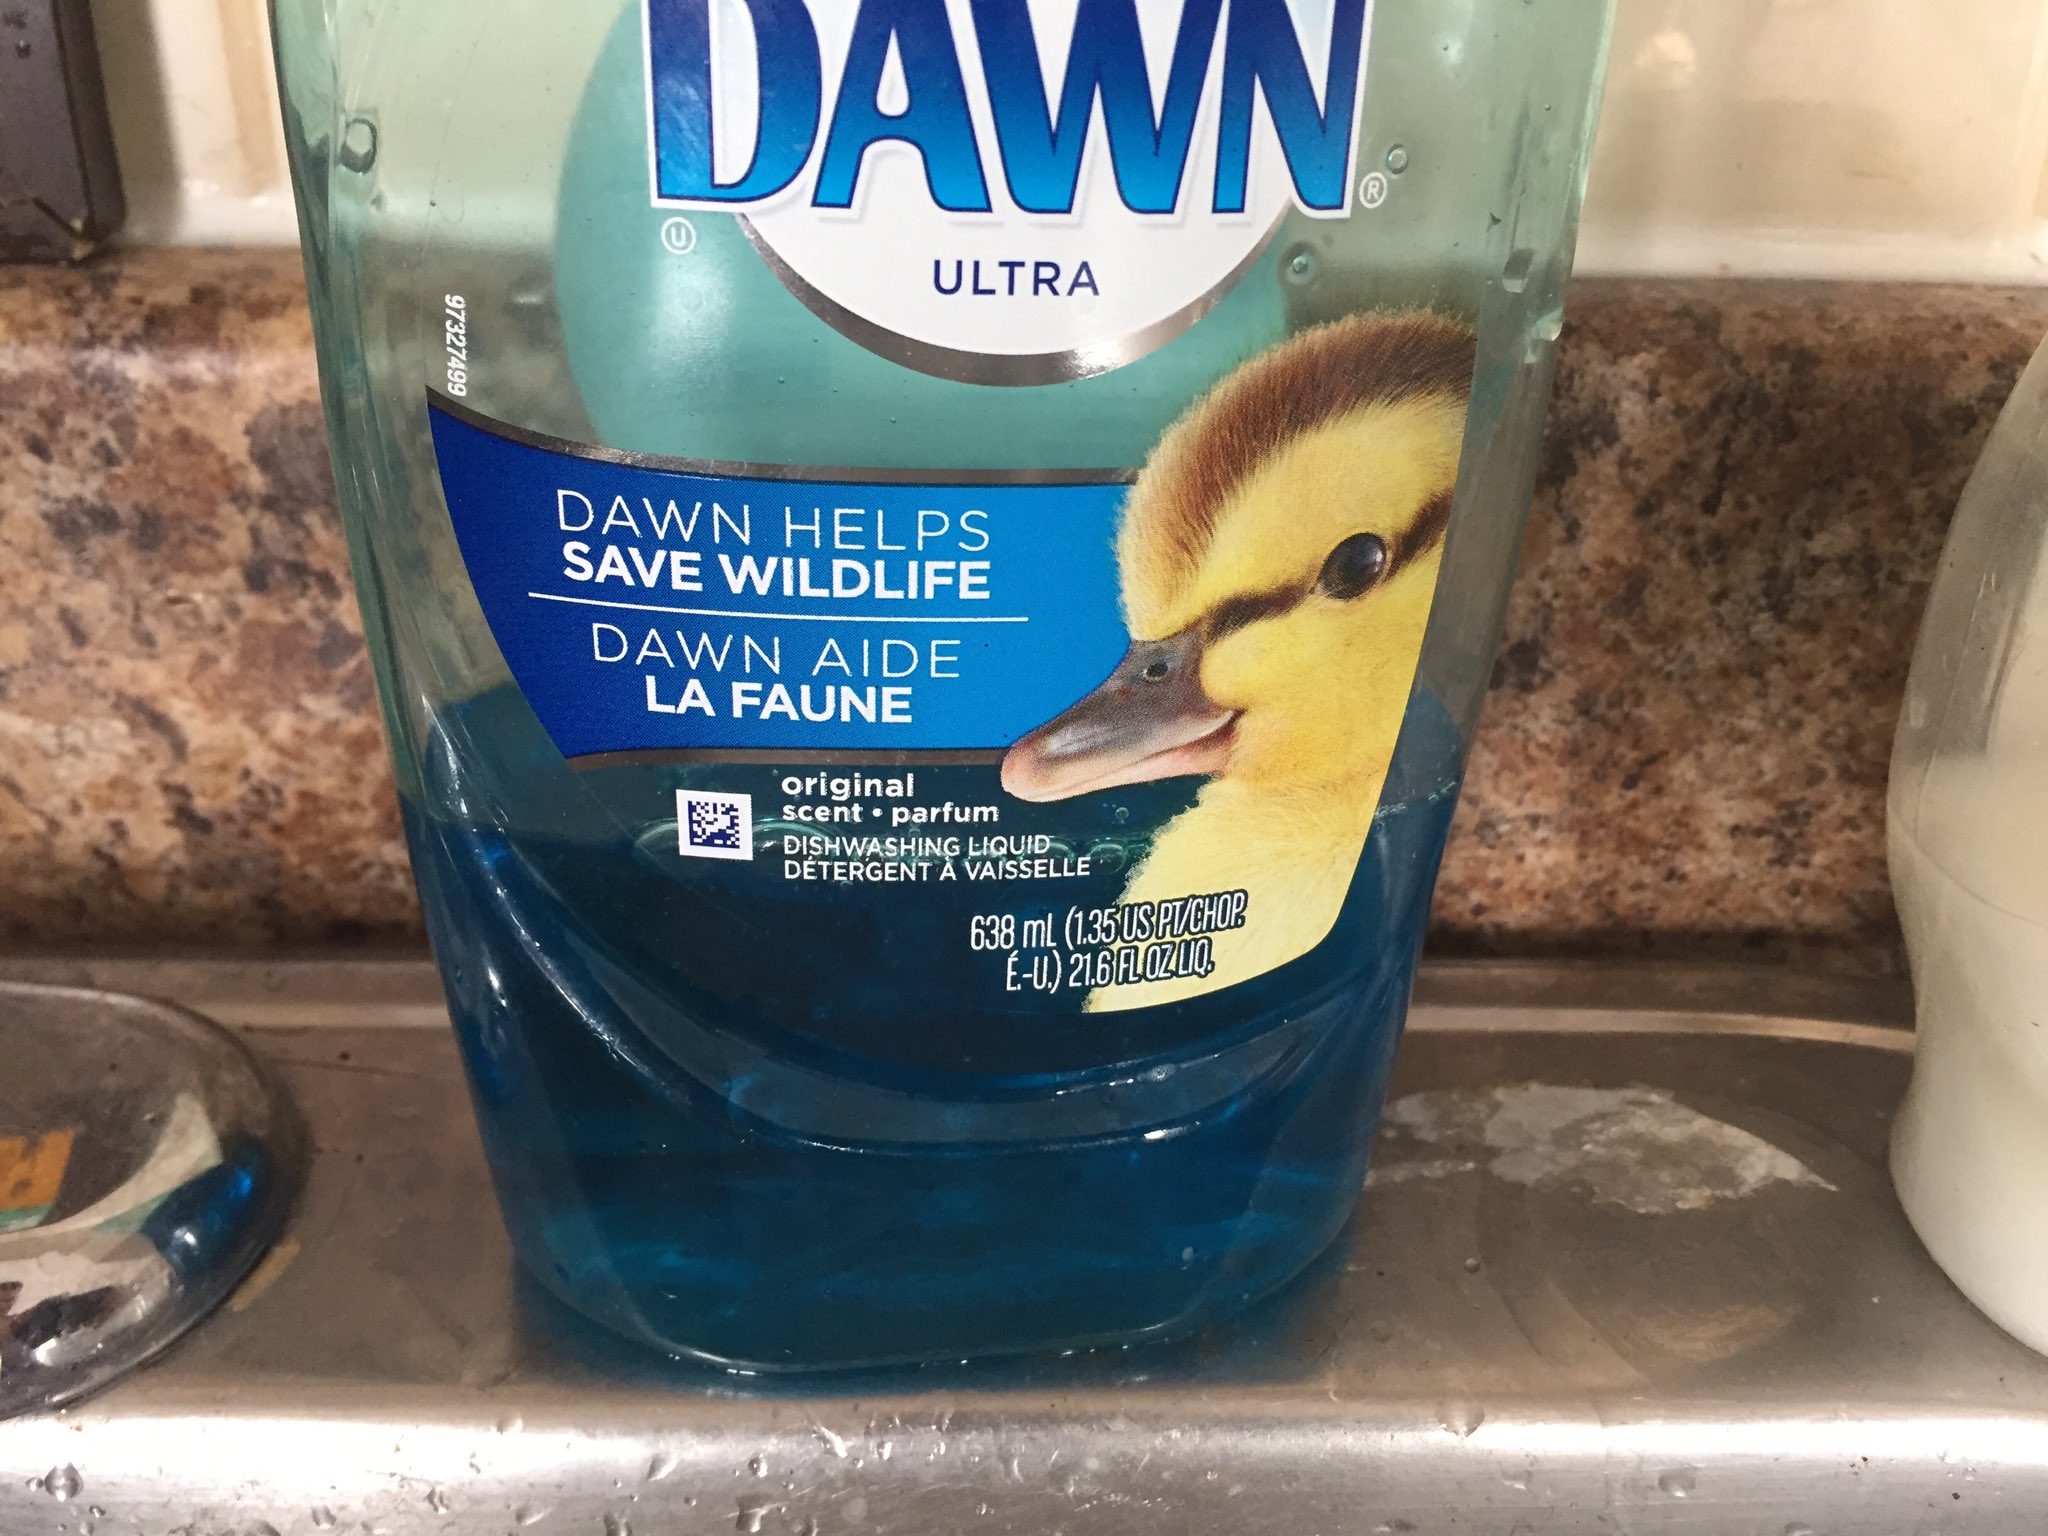 DAWN®
U
ULTRA
97327499
DAWN HELPS
SAVE WILDLIFE
DAWN AIDE
LA FAUNE
original
scent • parfum
DISHWASHING LIQUID
DÉTERGENT À VAISSELLE
638 mL (1.35 US PT/CHOP.
É.-U.) 21.6 FL OZ LIQ.